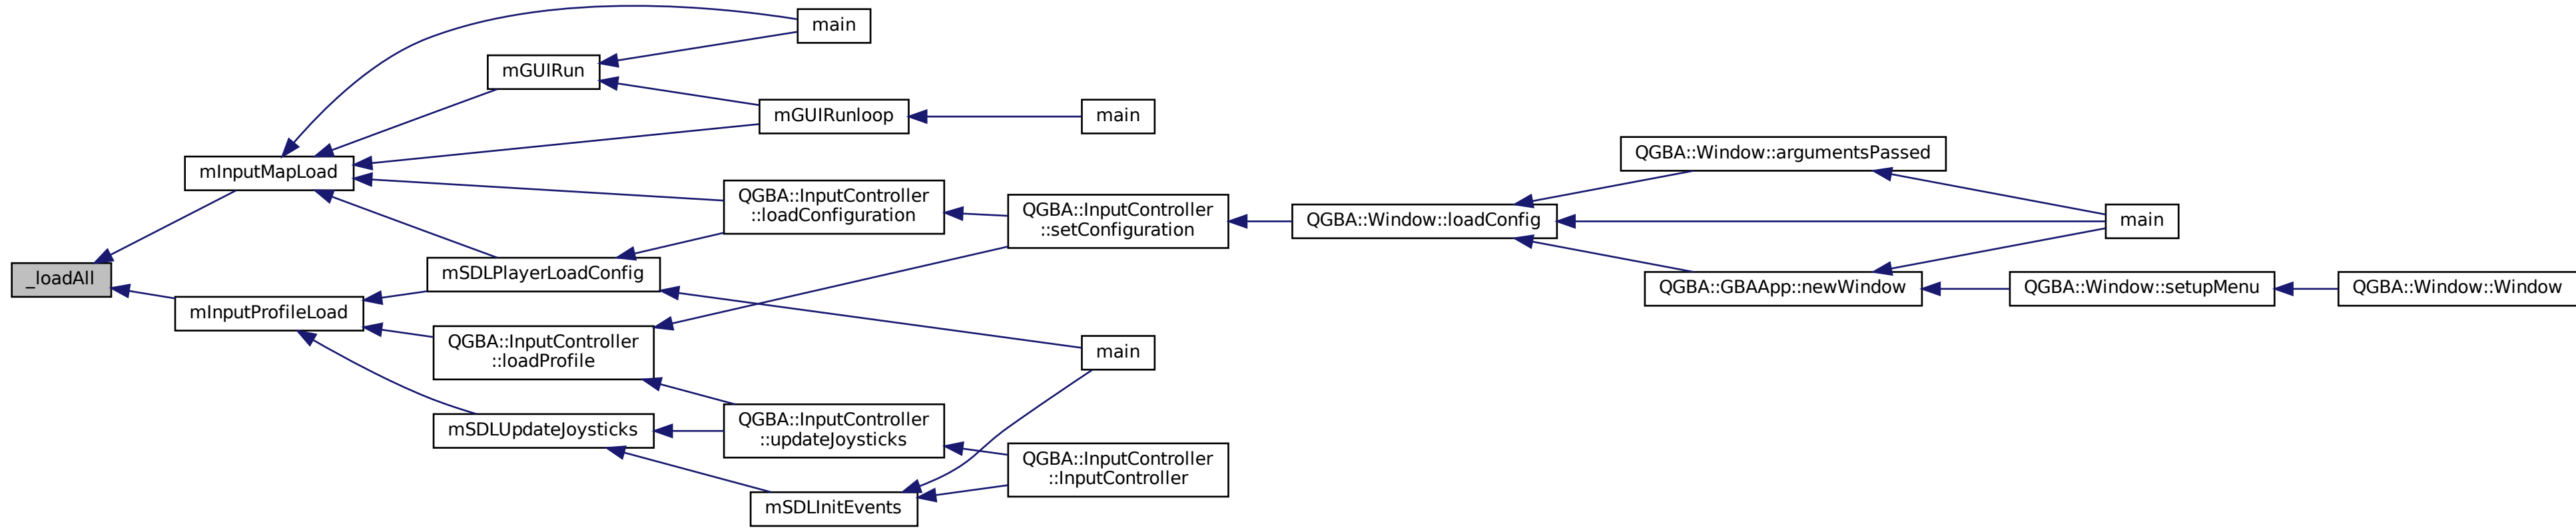 main
mGUIRun
mGUIRunloop
main
QGBA::Window::argumentsPassed
mInputMapLoad
QGBA::InputController
::loadConfiguration
QGBA::InputController
::setConfiguration
QGBA::Window::loadConfig
main
_loadAll
mSDLPlayerLoadConfig
QGBA::GBAApp::newWindow
QGBA::Window::setupMenu
QGBA::Window::Window
mInputProfileLoad
QGBA::InputController
::loadProfile
main
mSDLUpdateJoysticks
QGBA::InputController
::updateJoysticks
QGBA::InputController
::InputController
mSDLInitEvents